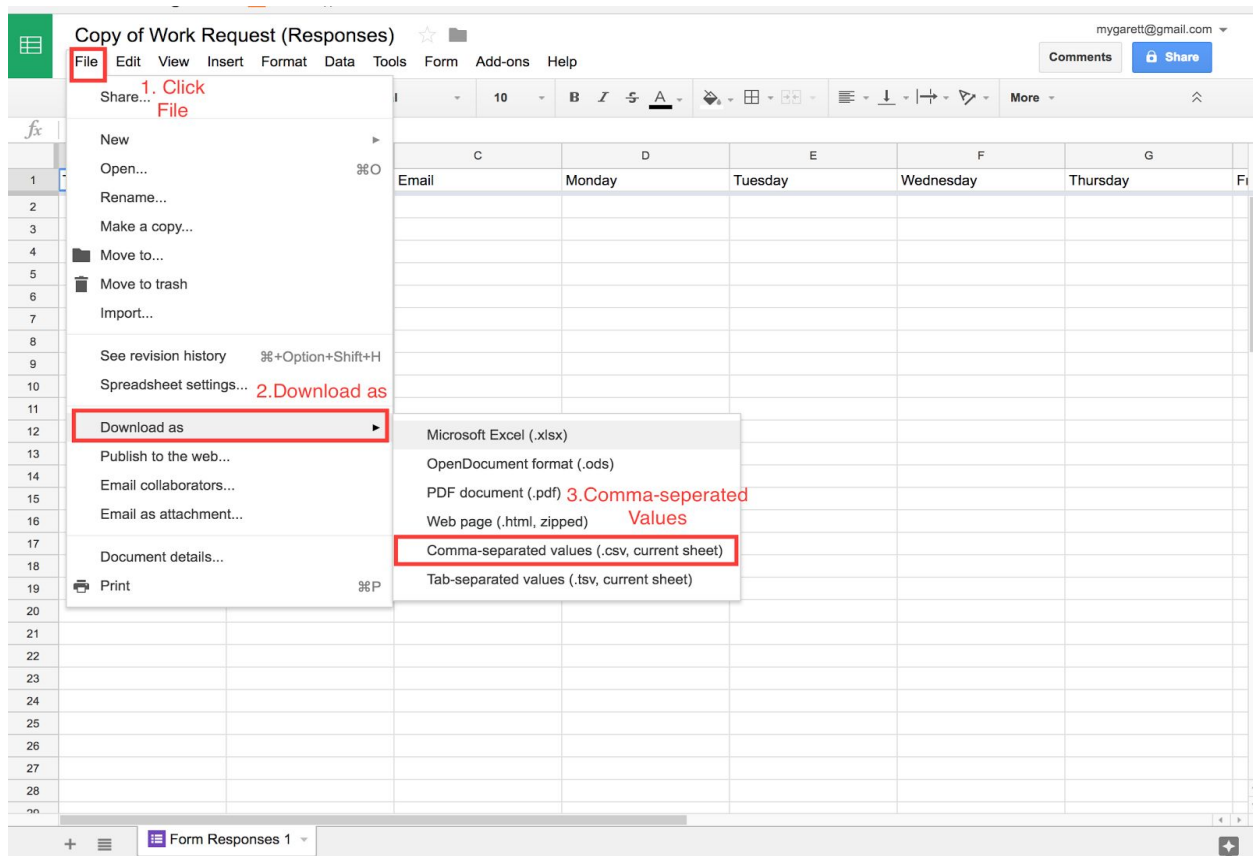 Copy of Work Request (Responses)
mygarett@gmail.com
File Edit View Insert Format Data Tools Form Add-ons Help
Comments
Share
1. Click
File
Share...
10
B I S A
More
fx
New
Open... ⌘O
Rename...
Make a copy...
Move to...
Move to trash
Import...
See revision history ⌘+Option+Shift+H
Spreadsheet settings...
2.Download as
Download as
Publish to the web...
Email collaborators...
Email as attachment...
Document details...
Print ⌘P
Microsoft Excel (.xlsx)
OpenDocument format (.ods)
PDF document (.pdf)
3.Comma-seperated
Values
Web page (.html, zipped)
Comma-separated values (.csv, current sheet)
Tab-separated values (.tsv, current sheet)
C D E F G
1 Email Monday Tuesday Wednesday Thursday
2
3
4
5
6
7
8
9
10
11
12
13
14
15
16
17
18
19
20
21
22
23
24
25
26
27
28
Form Responses 1